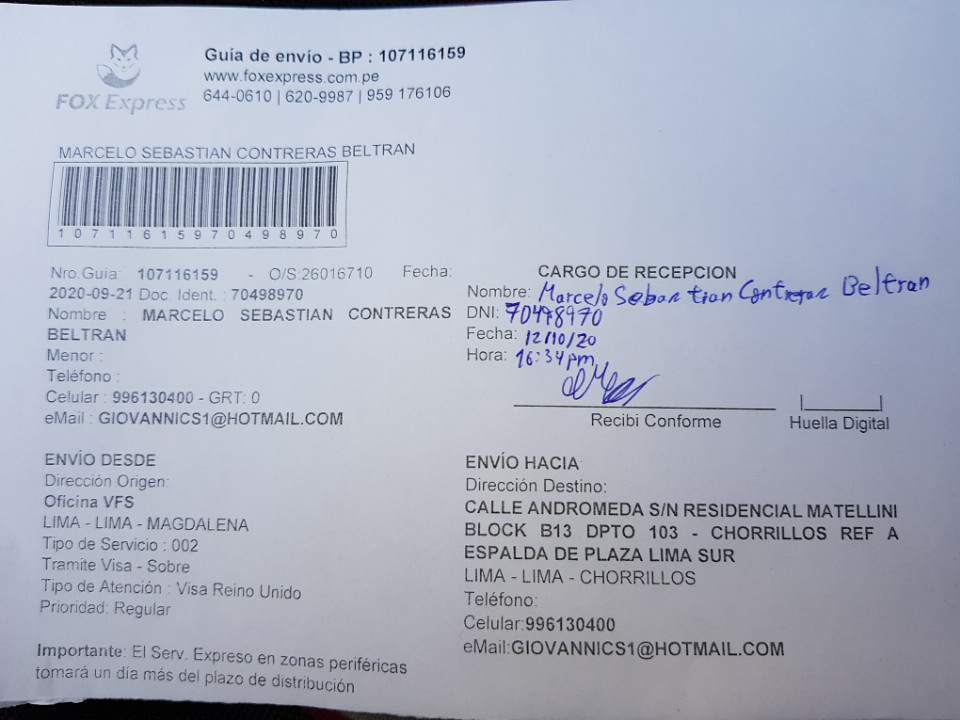 FOX Express
Guía de envío - BP : 107116159
www.foxexpress.com.pe
644-0610 | 620-9987 | 959 176106
MARCELO SEBASTIAN CONTRERAS BELTRAN
10711615970498970
Nro.Guia: 107116159 - O/S.26016710 Fecha:
2020-09-21 Doc. Ident. : 70498970
Nombre : MARCELO SEBASTIAN CONTRERAS
BELTRAN
Menor :
Teléfono :
Celular : 996130400 - GRT: 0
eMail : GIOVANNICS1@HOTMAIL.COM
CARGO DE RECEPCION
Nombre: Marcelo Sebastian Contreras Beltran
DNI: 70498970
Fecha: 12/10/20
Hora: 16:34pm
Recibi Conforme
Huella Digital
ENVÍO DESDE
Dirección Origen:
Oficina VFS
LIMA - LIMA - MAGDALENA
Tipo de Servicio : 002
Tramite Visa - Sobre
Tipo de Atención : Visa Reino Unido
Prioridad: Regular
Importante: El Serv. Expreso en zonas periféricas
tomará un día más del plazo de distribución
ENVÍO HACIA
Dirección Destino:
CALLE ANDROMEDA S/N RESIDENCIAL MATELLINI
BLOCK B13 DPTO 103 - CHORRILLOS REF A
ESPALDA DE PLAZA LIMA SUR
LIMA - LIMA - CHORRILLOS
Teléfono:
Celular:996130400
eMail:GIOVANNICS1@HOTMAIL.COM